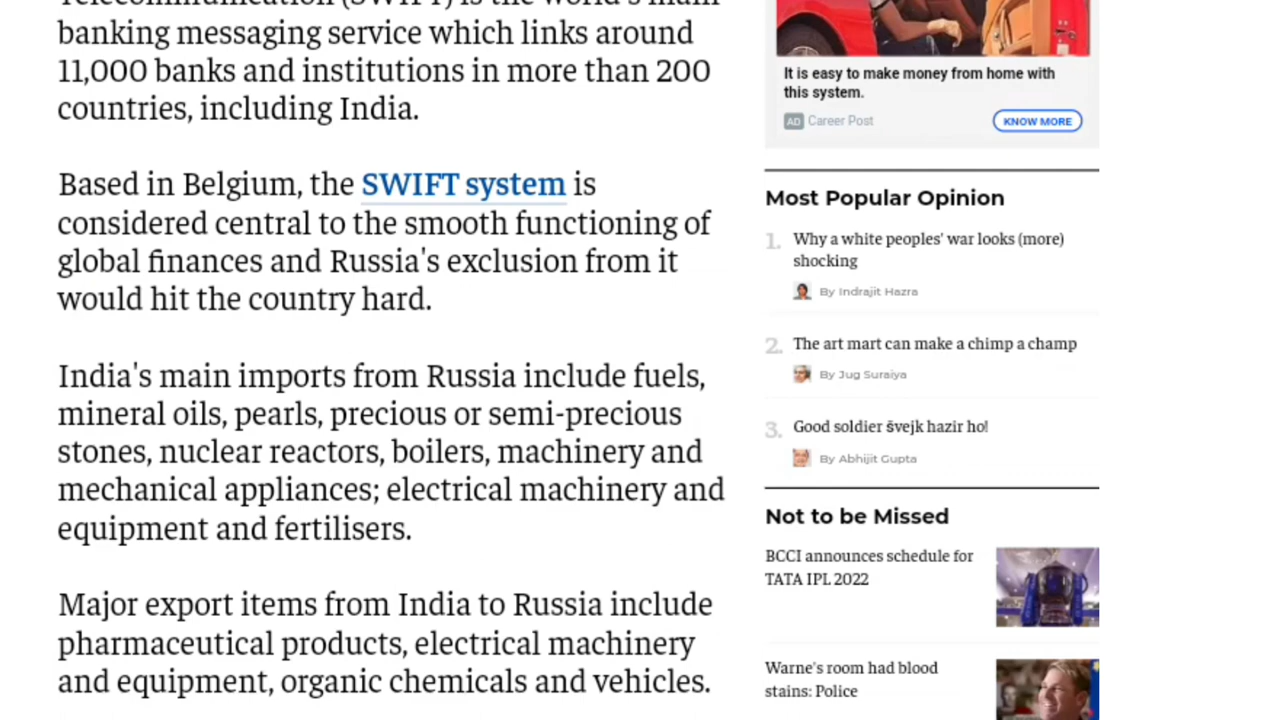 Telecommunication (SWIFT) is the world's main
banking messaging service which links around
11,000 banks and institutions in more than 200
countries, including India.
Based in Belgium, the SWIFT system is
considered central to the smooth functioning of
global finances and Russia's exclusion from it
would hit the country hard.
India's main imports from Russia include fuels,
mineral oils, pearls, precious or semi-precious
stones, nuclear reactors, boilers, machinery and
mechanical appliances; electrical machinery and
equipment and fertilisers.
Major export items from India to Russia include
pharmaceutical products, electrical machinery
and equipment, organic chemicals and vehicles.
It is easy to make money from home with
this system.
AD Career Post
KNOW MORE
Most Popular Opinion
1. Why a white peoples' war looks (more)
shocking
By Indrajit Hazra
2. The art mart can make a chimp a champ
By Jug Suraiya
3. Good soldier švejk hazir ho!
By Abhijit Gupta
Not to be Missed
BCCI announces schedule for
TATA IPL 2022
Warne's room had blood
stains: Police